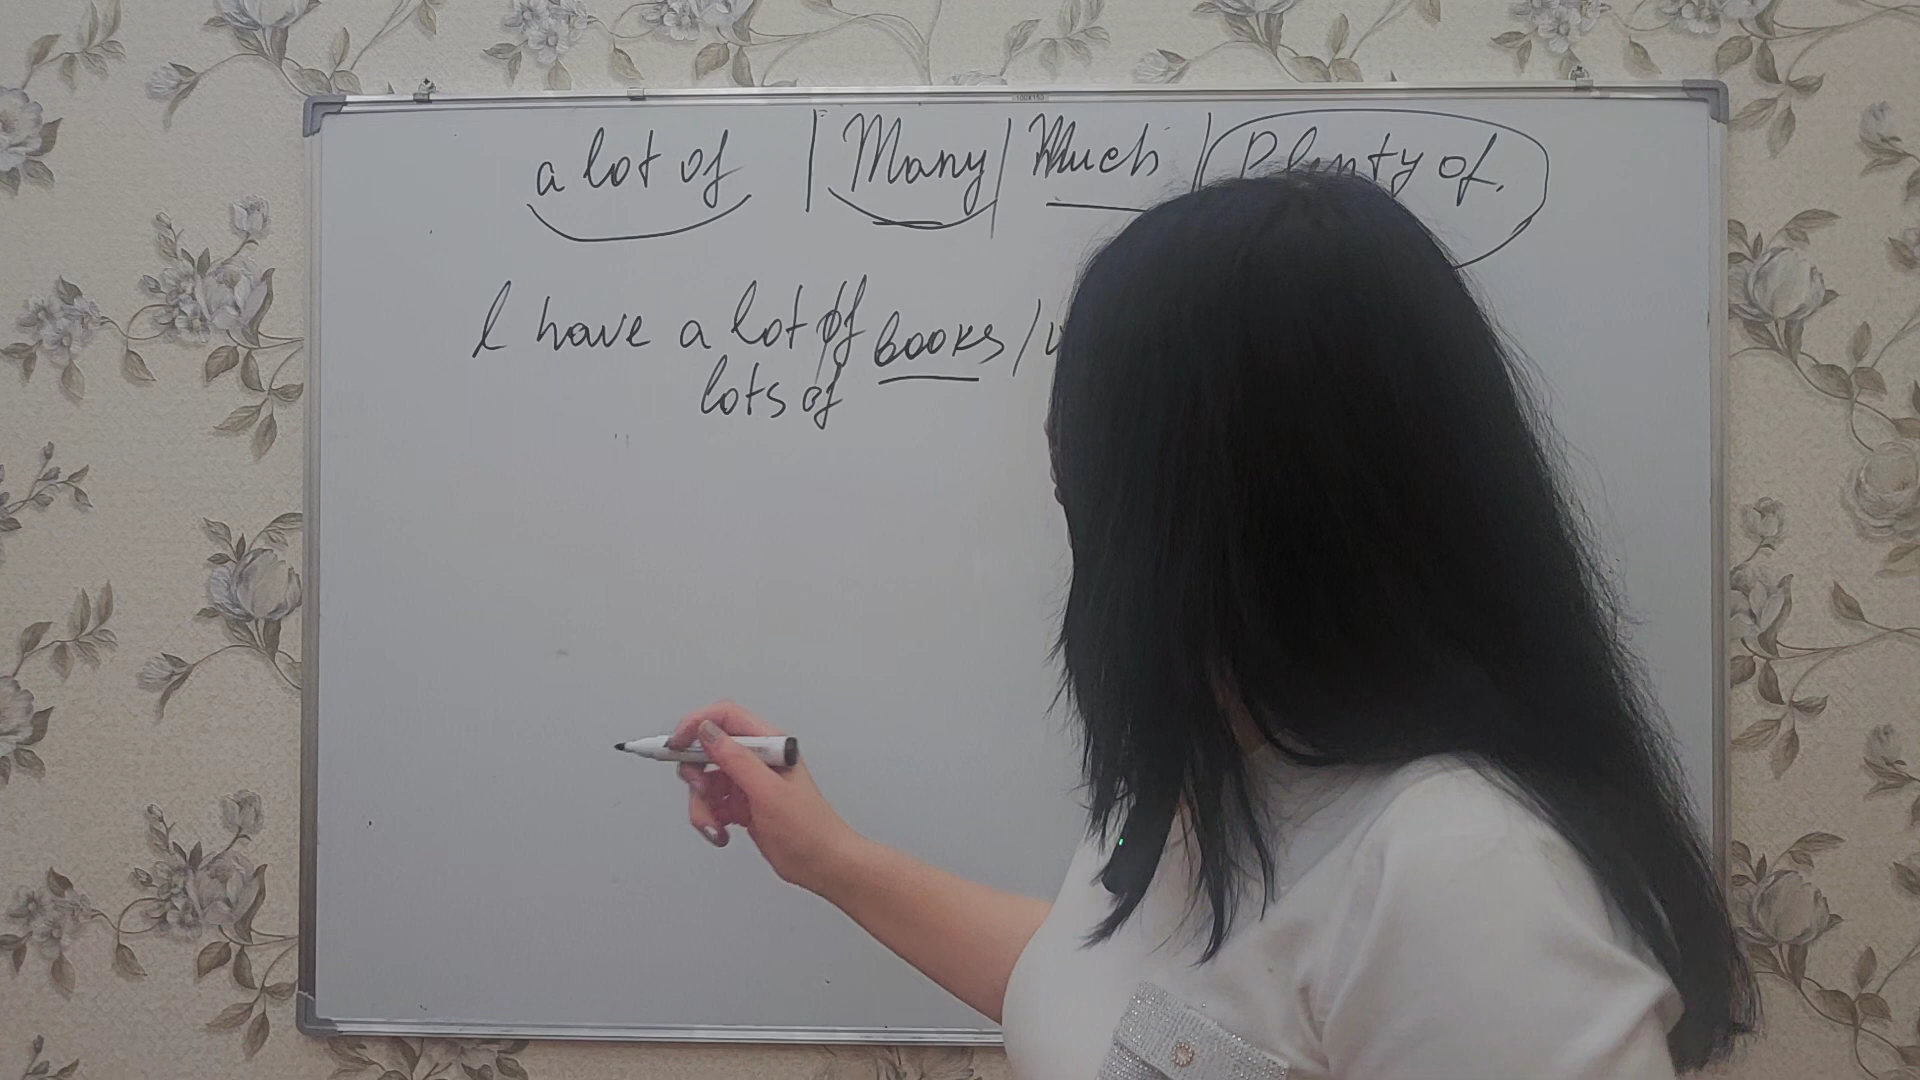 a lot of | Many | Much | Plenty of.
I have a lot of books /
lots of